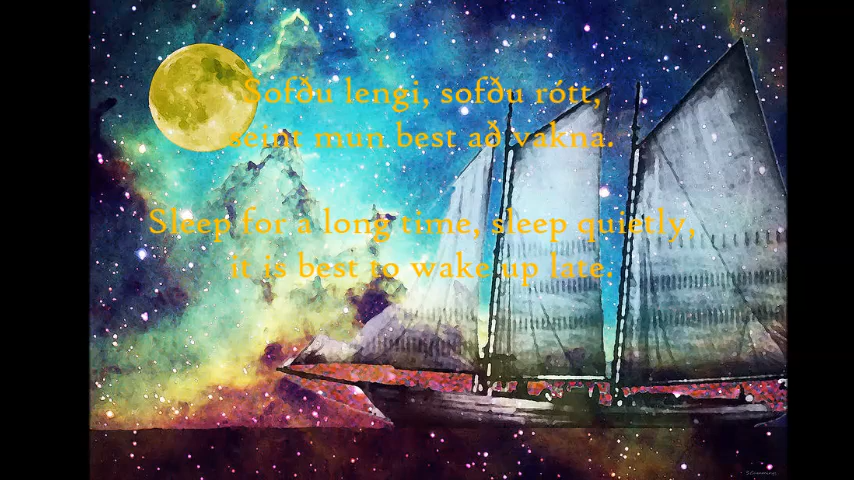 Sofðu lengi, sofðu rótt,
seint mun best að vakna.
Sleep for a long time, sleep quietly,
it is best to wake up late.